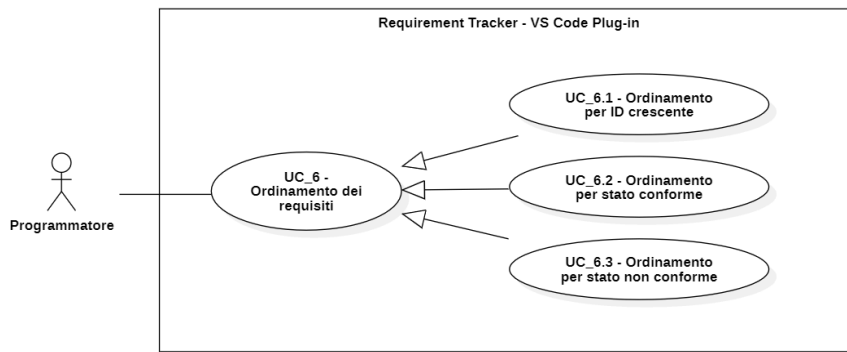 Requirement Tracker - VS Code Plug-in
UC_6.1 - Ordinamento
per ID crescente
UC_6 -
Ordinamento dei
requisiti
UC_6.2 - Ordinamento
per stato conforme
Programmatore
UC_6.3 - Ordinamento
per stato non conforme